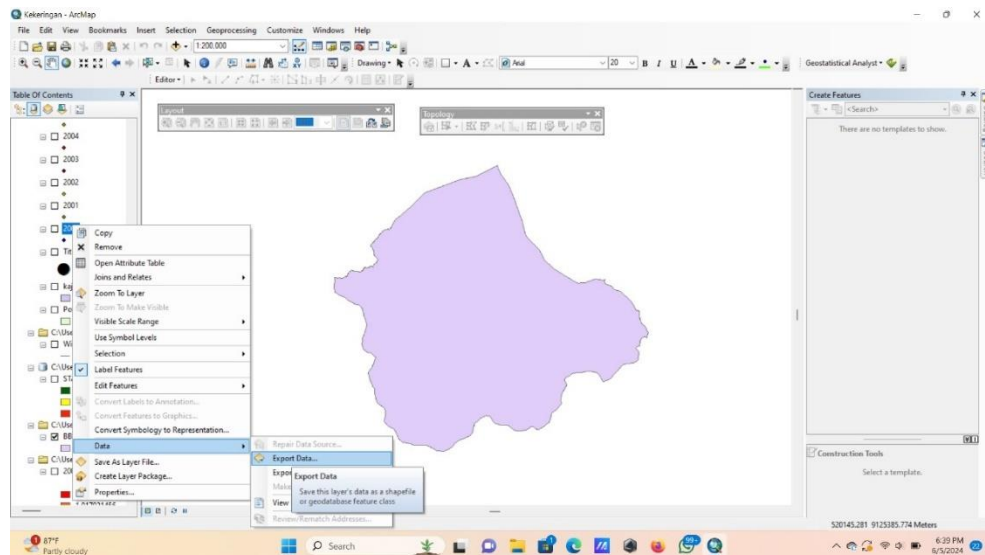 Kekeringan - ArcMap
File Edit View Bookmarks Insert Selection Geoprocessing Customize Windows Help
1:200.000
Drawing Arial 20 B I U A Geostatistical Analyst
Editor
Table Of Contents
Layout
Topology
Create Features
<Search>
There are no templates to show.
2004
2003
2002
2001
Copy
Remove
Open Attribute Table
Joins and Relates
Zoom To Layer
Zoom To Make Visible
Visible Scale Range
Use Symbol Levels
Selection
Label Features
Edit Features
Convert Labels to Annotation...
Convert Features to Graphics...
Convert Symbology to Representation...
Data
Save As Layer File...
Create Layer Package...
Properties...
Repair Data Source...
Export Data...
Export Data
Save this layer's data as a shapefile
or geodatabase feature class
View
Review/Rematch Addresses...
Construction Tools
Select a template.
520145.281 9125385.774 Meters
87°F
Partly cloudy
Search
99+
6:39 PM
6/5/2024